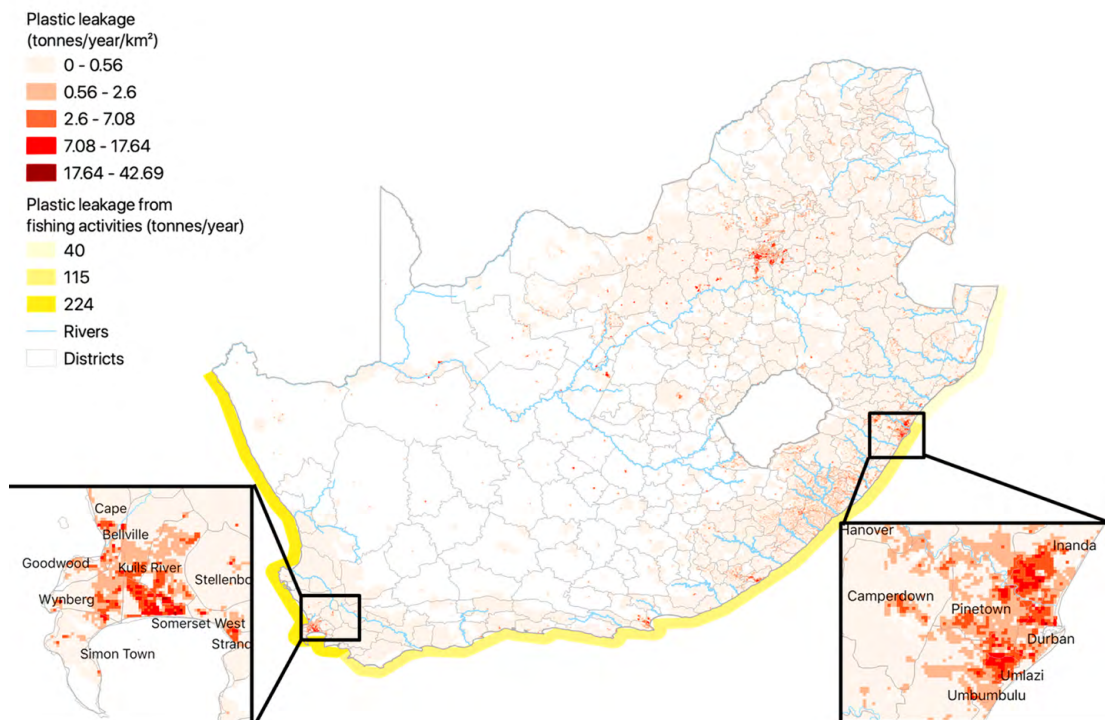 Plastic leakage
(tonnes/year/km²)
0 - 0.56
0.56 - 2.6
2.6 - 7.08
7.08 - 17.64
17.64 - 42.69
Plastic leakage from
fishing activities (tonnes/year)
40
115
224
Rivers
Districts
Cape
Bellville
Goodwood
Kuils River
Stellenbo
Wynberg
Somerset West
Strand
Simon Town
Hanover
Inanda
Camperdown
Pinetown
Durban
Umlazi
Umbumbulu